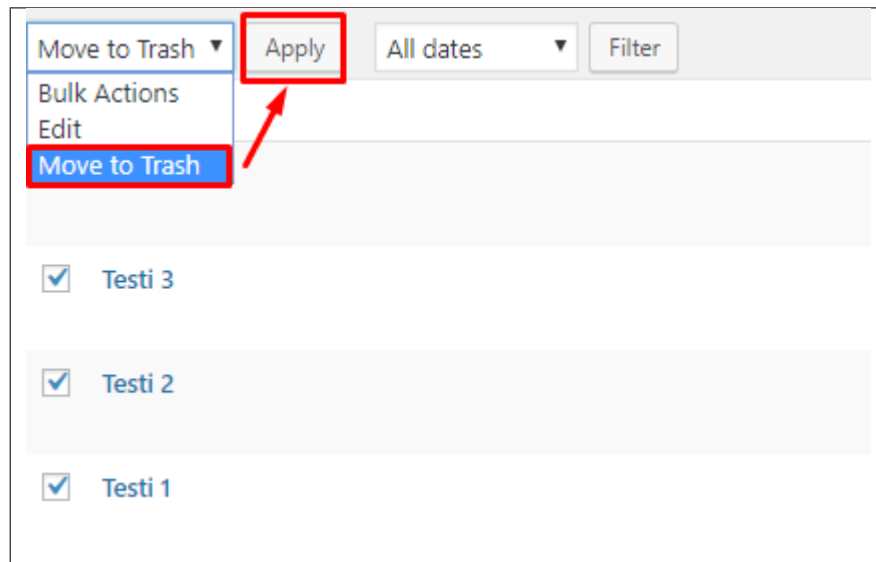 Move to Trash Apply All dates Filter
Bulk Actions
Edit
Move to Trash
Testi 3
Testi 2
Testi 1